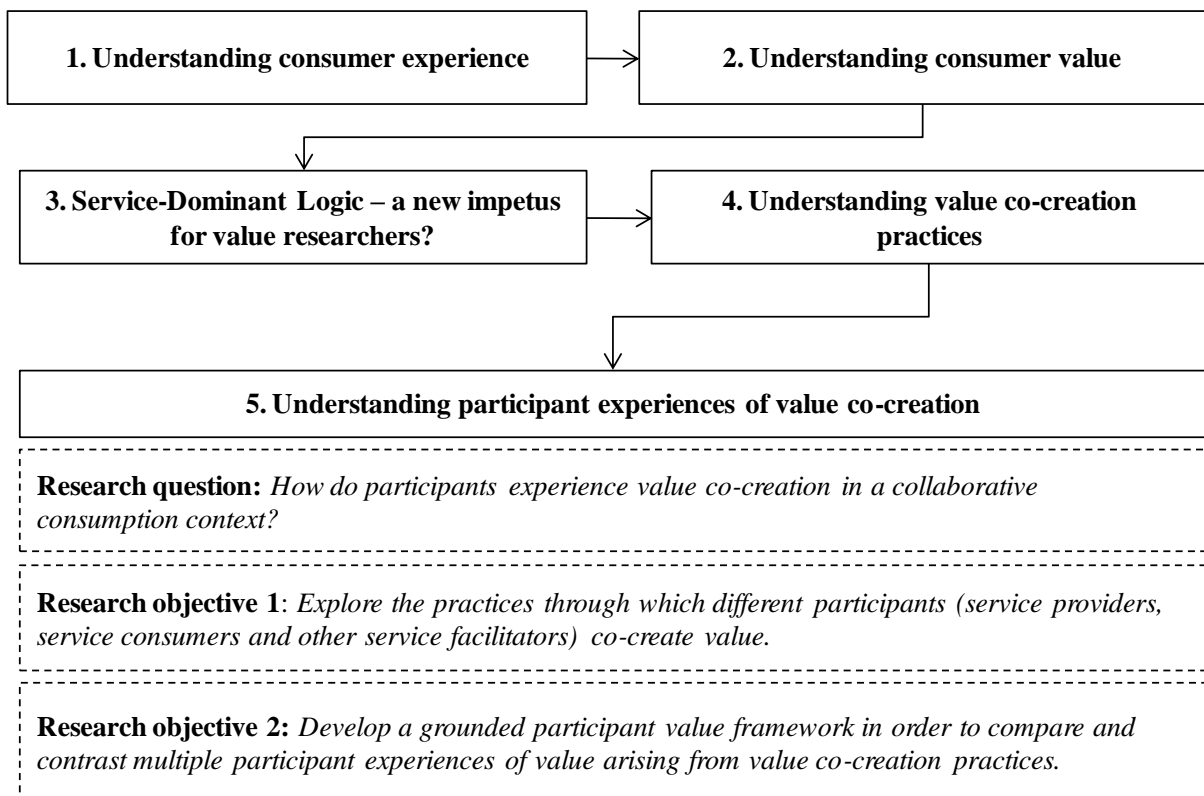 1. Understanding consumer experience
2. Understanding consumer value
3. Service-Dominant Logic – a new impetus
for value researchers?
4. Understanding value co-creation
practices
5. Understanding participant experiences of value co-creation
Research question: How do participants experience value co-creation in a collaborative
consumption context?
Research objective 1: Explore the practices through which different participants (service providers,
service consumers and other service facilitators) co-create value.
Research objective 2: Develop a grounded participant value framework in order to compare and
contrast multiple participant experiences of value arising from value co-creation practices.